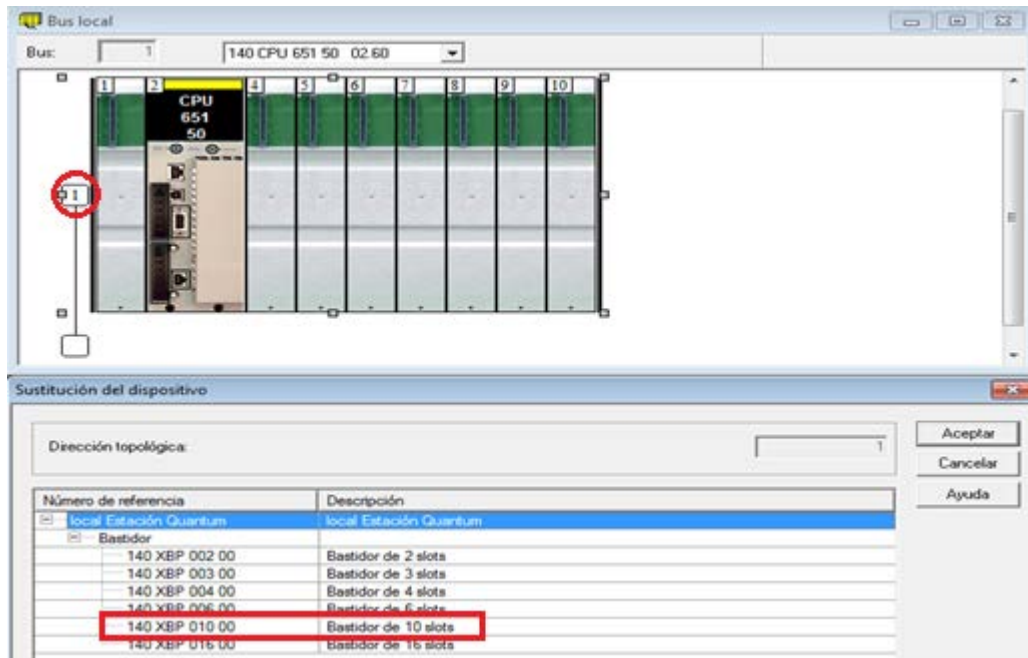 Bus local
Bus: 1 140 CPU 651 50 02.60
1 2 4 5 6 7 8 9 10
CPU
651
50
1
Sustitución del dispositivo
Dirección topológica: 1
Aceptar
Cancelar
Ayuda
Número de referencia Descripción
local Estación Quantum local Estación Quantum
Bastidor
140 XBP 002 00 Bastidor de 2 slots
140 XBP 003 00 Bastidor de 3 slots
140 XBP 004 00 Bastidor de 4 slots
140 XBP 006 00 Bastidor de 6 slots
140 XBP 010 00 Bastidor de 10 slots
140 XBP 016 00 Bastidor de 16 slots